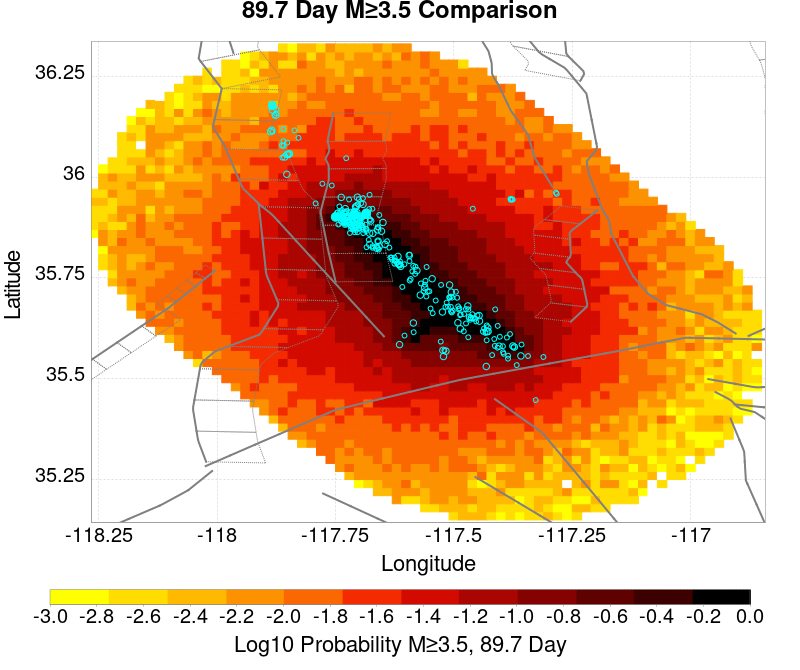 89.7 Day M≥3.5 Comparison
36.25
36
35.75
35.5
35.25
Latitude
-118.25 -118 -117.75 -117.5 -117.25 -117
Longitude
-3.0 -2.8 -2.6 -2.4 -2.2 -2.0 -1.8 -1.6 -1.4 -1.2 -1.0 -0.8 -0.6 -0.4 -0.2 0.0
Log10 Probability M≥3.5, 89.7 Day